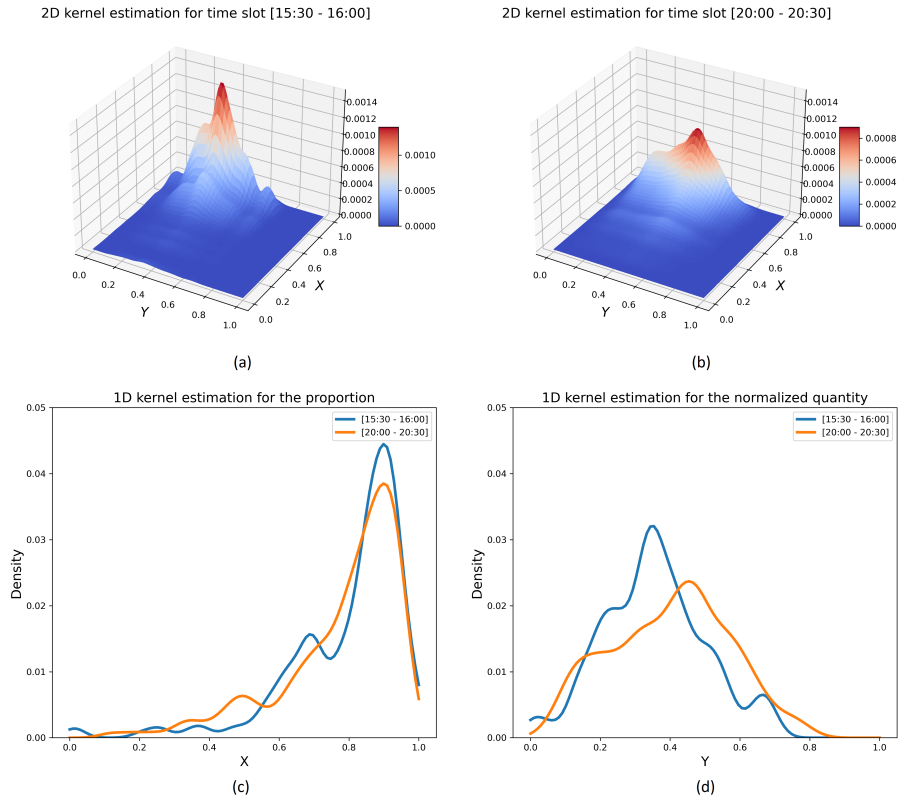 2D kernel estimation for time slot [15:30 - 16:00]
0.0014
0.0012
0.0010
0.0008
0.0006
0.0004
0.0002
0.0000
0.0010
0.0005
0.0000
0.0
0.2
0.4
0.6
0.8
1.0
Y
0.0
0.2
0.4
0.6
0.8
1.0
X
(a)
2D kernel estimation for time slot [20:00 - 20:30]
0.0014
0.0012
0.0010
0.0008
0.0006
0.0004
0.0002
0.0000
0.0008
0.0006
0.0004
0.0002
0.0000
0.0
0.2
0.4
0.6
0.8
1.0
Y
0.0
0.2
0.4
0.6
0.8
1.0
X
(b)
1D kernel estimation for the proportion
[15:30 - 16:00]
[20:00 - 20:30]
0.05
0.04
0.03
0.02
0.01
0.00
Density
0.0 0.2 0.4 0.6 0.8 1.0
X
(c)
1D kernel estimation for the normalized quantity
[15:30 - 16:00]
[20:00 - 20:30]
0.05
0.04
0.03
0.02
0.01
0.00
Density
0.0 0.2 0.4 0.6 0.8 1.0
Y
(d)